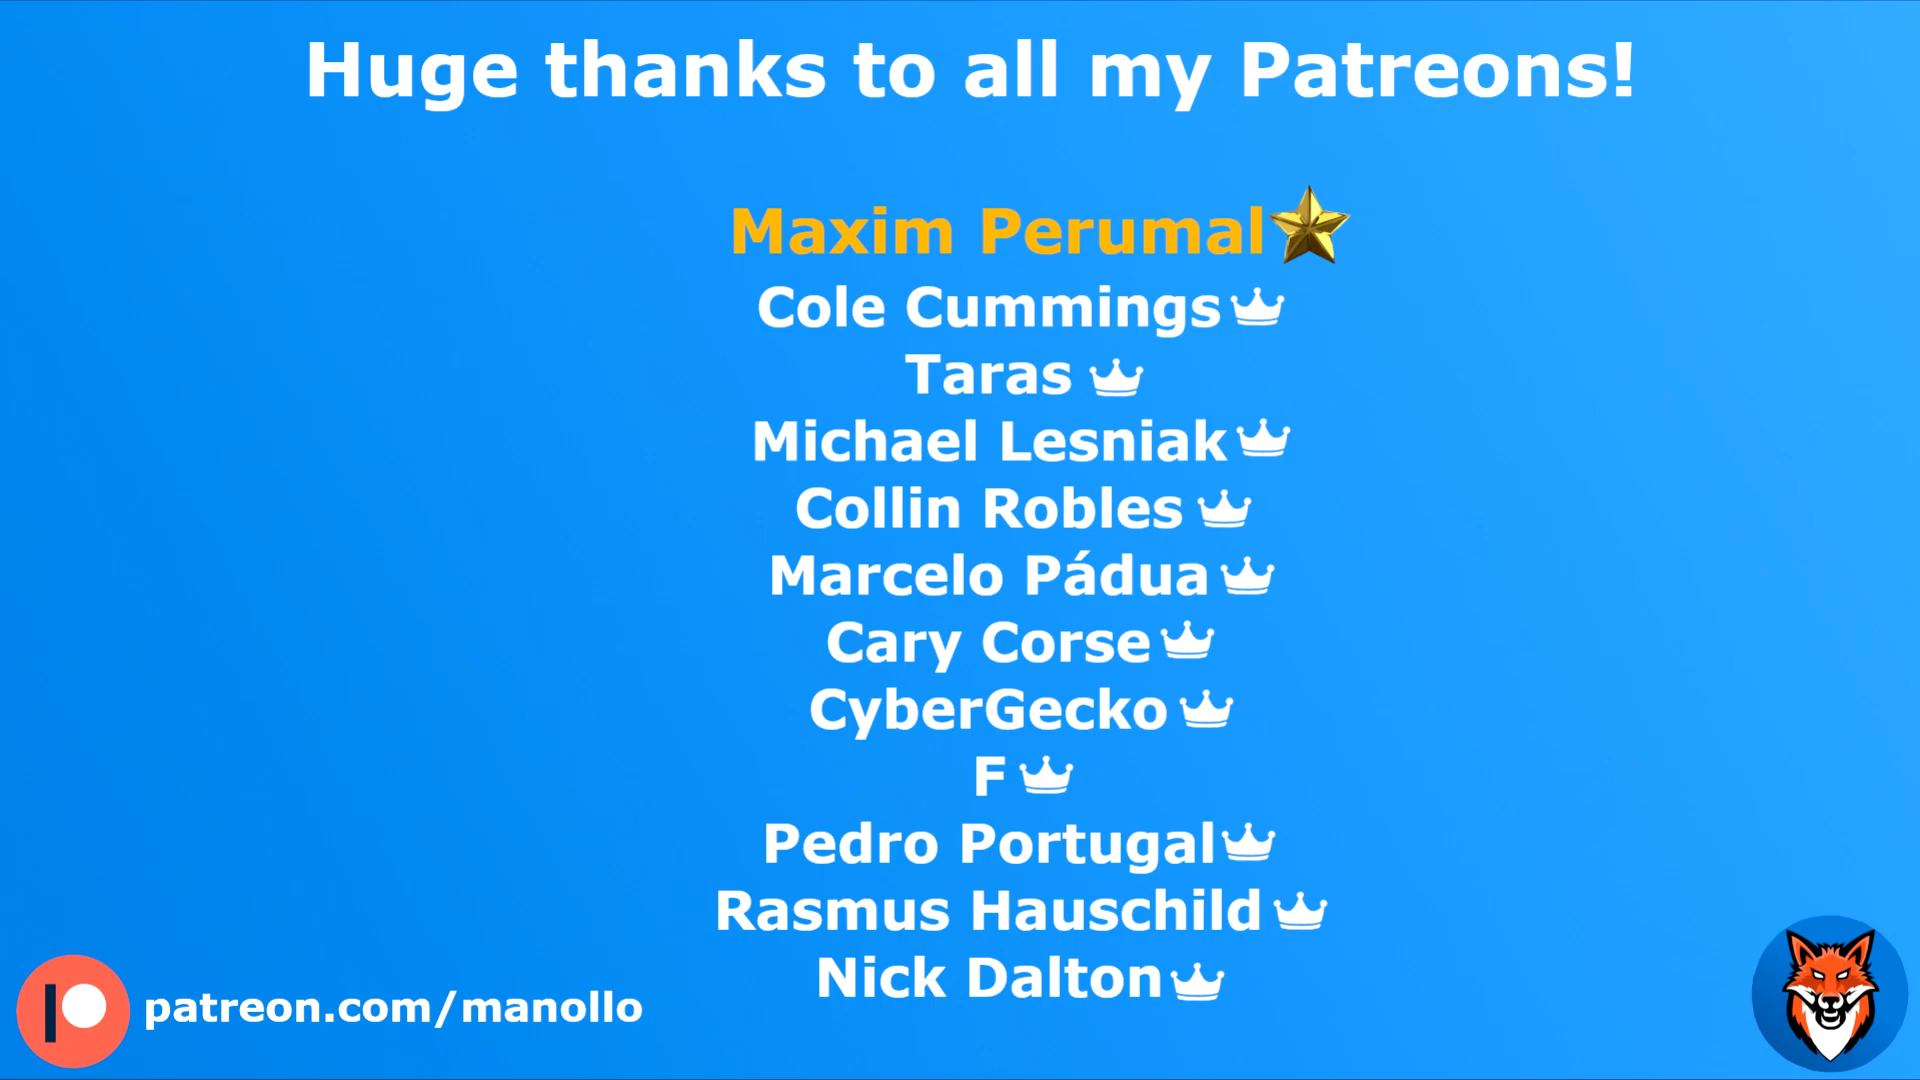 Huge thanks to all my Patreons!
Maxim Perumal
Cole Cummings
Taras
Michael Lesniak
Collin Robles
Marcelo Pádua
Cary Corse
CyberGecko
F
Pedro Portugal
Rasmus Hauschild
Nick Dalton
patreon.com/manollo